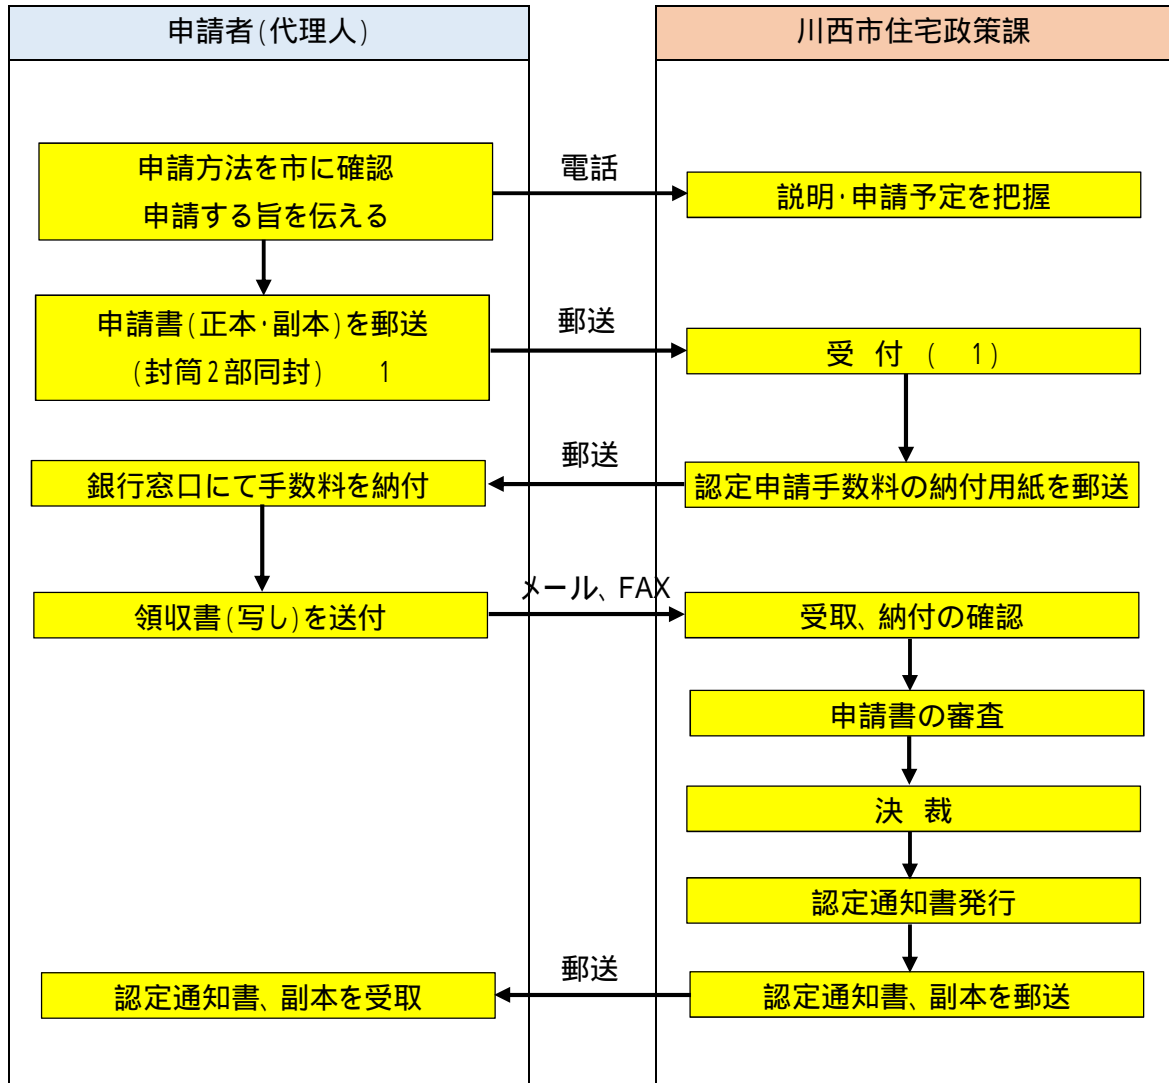 申請者(代理人)
川西市住宅政策課
申請方法を市に確認
申請する旨を伝える
電話
説明・申請予定を把握
申請書(正本・副本)を郵送
(封筒2部同封) 1
郵送
受 付 ( 1)
郵送
銀行窓口にて手数料を納付
認定申請手数料の納付用紙を郵送
領収書(写し)を送付
メール、FAX
受取、納付の確認
申請書の審査
決 裁
認定通知書発行
郵送
認定通知書、副本を受取
認定通知書、副本を郵送